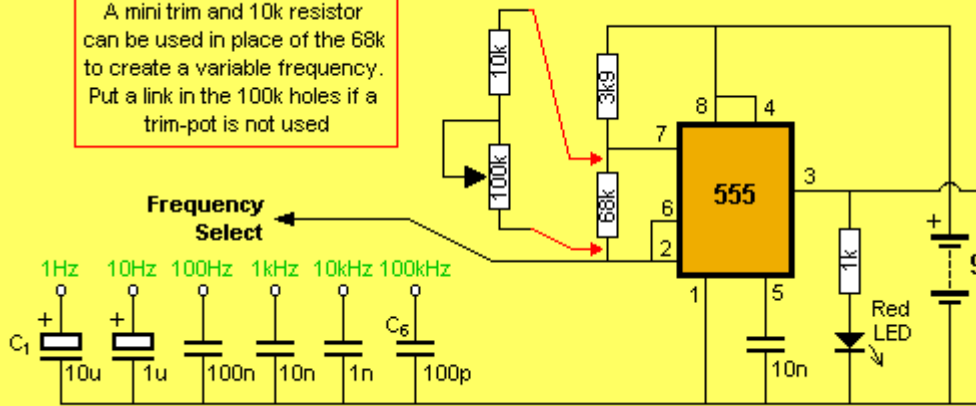 A mini trim and 10k resistor
can be used in place of the 68k
to create a variable frequency.
Put a link in the 100k holes if a
trim-pot is not used
10k
100k
3k9
68k
8
4
7
6
2
3
1
5
555
Frequency
Select
1Hz 10Hz 100Hz 1kHz 10kHz 100kHz
+
+
C1
C6
10u
1u
100n
10n
1n
100p
10n
1k
Red
LED
+